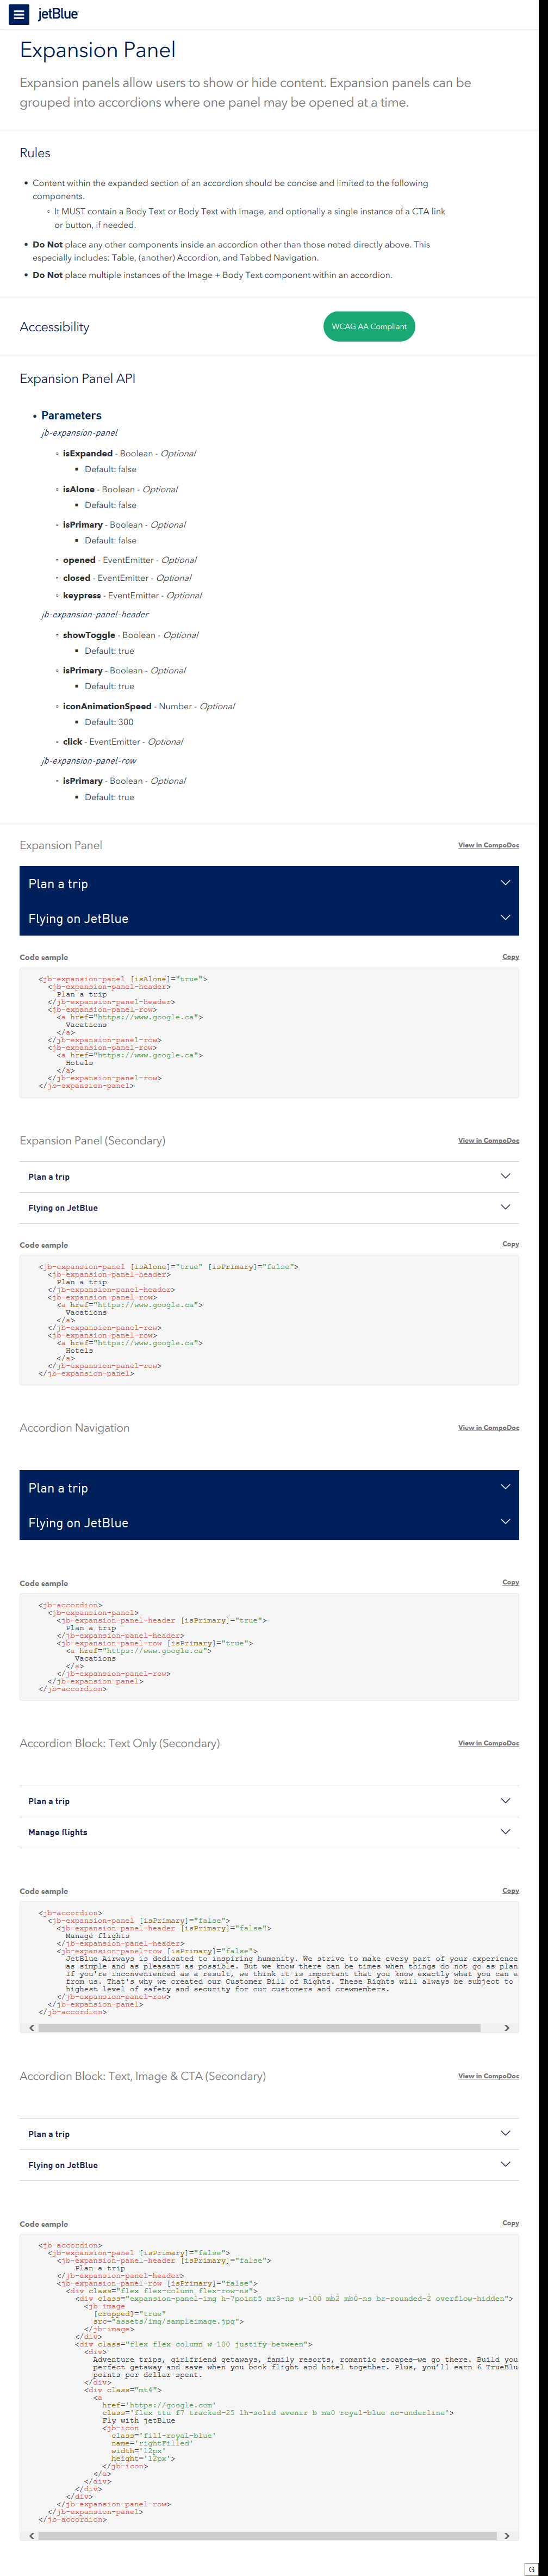 jetBlue
Expansion Panel
Expansion panels allow users to show or hide content. Expansion panels can be
grouped into accordions where one panel may be opened at a time.
Rules
Content within the expanded section of an accordion should be concise and limited to the following
components.
It MUST contain a Body Text or Body Text with Image, and optionally a single instance of a CTA link
or button, if needed.
Do Not place any other components inside an accordion other than those noted directly above. This
especially includes: Table, (another) Accordion, and Tabbed Navigation.
Do Not place multiple instances of the Image + Body Text component within an accordion.
Accessibility
WCAG AA Compliant
Expansion Panel API
Parameters
jb-expansion-panel
isExpanded - Boolean - Optional
Default: false
isAlone - Boolean - Optional
Default: false
isPrimary - Boolean - Optional
Default: false
opened - EventEmitter - Optional
closed - EventEmitter - Optional
keypress - EventEmitter - Optional
jb-expansion-panel-header
showToggle - Boolean - Optional
Default: true
isPrimary - Boolean - Optional
Default: true
iconAnimationSpeed - Number - Optional
Default: 300
click - EventEmitter - Optional
jb-expansion-panel-row
isPrimary - Boolean - Optional
Default: true
Expansion Panel View in CompoDoc
Plan a trip
Flying on JetBlue
Code sample Copy
<jb-expansion-panel [isAlone]="true">
<jb-expansion-panel-header>
Plan a trip
</jb-expansion-panel-header>
<jb-expansion-panel-row>
<a href="https://www.google.ca">
Vacations
</a>
</jb-expansion-panel-row>
<jb-expansion-panel-row>
<a href="https://www.google.ca">
Hotels
</a>
</jb-expansion-panel-row>
</jb-expansion-panel>
Expansion Panel (Secondary) View in CompoDoc
Plan a trip
Flying on JetBlue
Code sample Copy
<jb-expansion-panel [isAlone]="true" [isPrimary]="false">
<jb-expansion-panel-header>
Plan a trip
</jb-expansion-panel-header>
<jb-expansion-panel-row>
<a href="https://www.google.ca">
Vacations
</a>
</jb-expansion-panel-row>
<jb-expansion-panel-row>
<a href="https://www.google.ca">
Hotels
</a>
</jb-expansion-panel-row>
</jb-expansion-panel>
Accordion Navigation View in CompoDoc
Plan a trip
Flying on JetBlue
Code sample Copy
<jb-accordion>
<jb-expansion-panel>
<jb-expansion-panel-header [isPrimary]="true">
Plan a trip
</jb-expansion-panel-header>
<jb-expansion-panel-row [isPrimary]="true">
<a href="https://www.google.ca">
Vacations
</a>
</jb-expansion-panel-row>
</jb-expansion-panel>
</jb-accordion>
Accordion Block: Text Only (Secondary) View in CompoDoc
Plan a trip
Manage flights
Code sample Copy
<jb-accordion>
<jb-expansion-panel [isPrimary]="false">
<jb-expansion-panel-header [isPrimary]="false">
Manage flights
</jb-expansion-panel-header>
<jb-expansion-panel-row [isPrimary]="false">
JetBlue Airways is dedicated to inspiring humanity. We strive to make every part of your experience
as simple and as pleasant as possible. But we know there can be times when things do not go as plan
If you're inconvenienced as a result, we think it is important that you know exactly what you can e
from us. That's why we created our Customer Bill of Rights. These Rights will always be subject to
highest level of safety and security for our customers and crewmembers.
</jb-expansion-panel-row>
</jb-expansion-panel>
</jb-accordion>
Accordion Block: Text, Image & CTA (Secondary) View in CompoDoc
Plan a trip
Flying on JetBlue
Code sample Copy
<jb-accordion>
<jb-expansion-panel [isPrimary]="false">
<jb-expansion-panel-header [isPrimary]="false">
Plan a trip
</jb-expansion-panel-header>
<jb-expansion-panel-row [isPrimary]="false">
<div class="flex flex-column flex-row-ns">
<div class="expansion-panel-img h-7point5 mr3-ns w-100 mb2 mb0-ns br-rounded-2 overflow-hidden">
<jb-image
[cropped]="true"
src="assets/img/sampleimage.jpg">
</jb-image>
</div>
<div class="flex flex-column w-100 justify-between">
<div>
Adventure trips, girlfriend getaways, family resorts, romantic escapes—we go there. Build you
perfect getaway and save when you book flight and hotel together. Plus, you'll earn 6 TrueBlu
points per dollar spent.
</div>
<div class="mt4">
<a
href='https://google.com'
class='flex ttu f7 tracked-25 lh-solid avenir b ma0 royal-blue no-underline'>
Fly with jetBlue
<jb-icon
class='fill-royal-blue'
name='rightFilled'
width='12px'
height='12px'>
</jb-icon>
</a>
</div>
</div>
</div>
</jb-expansion-panel-row>
</jb-expansion-panel>
</jb-accordion>
G